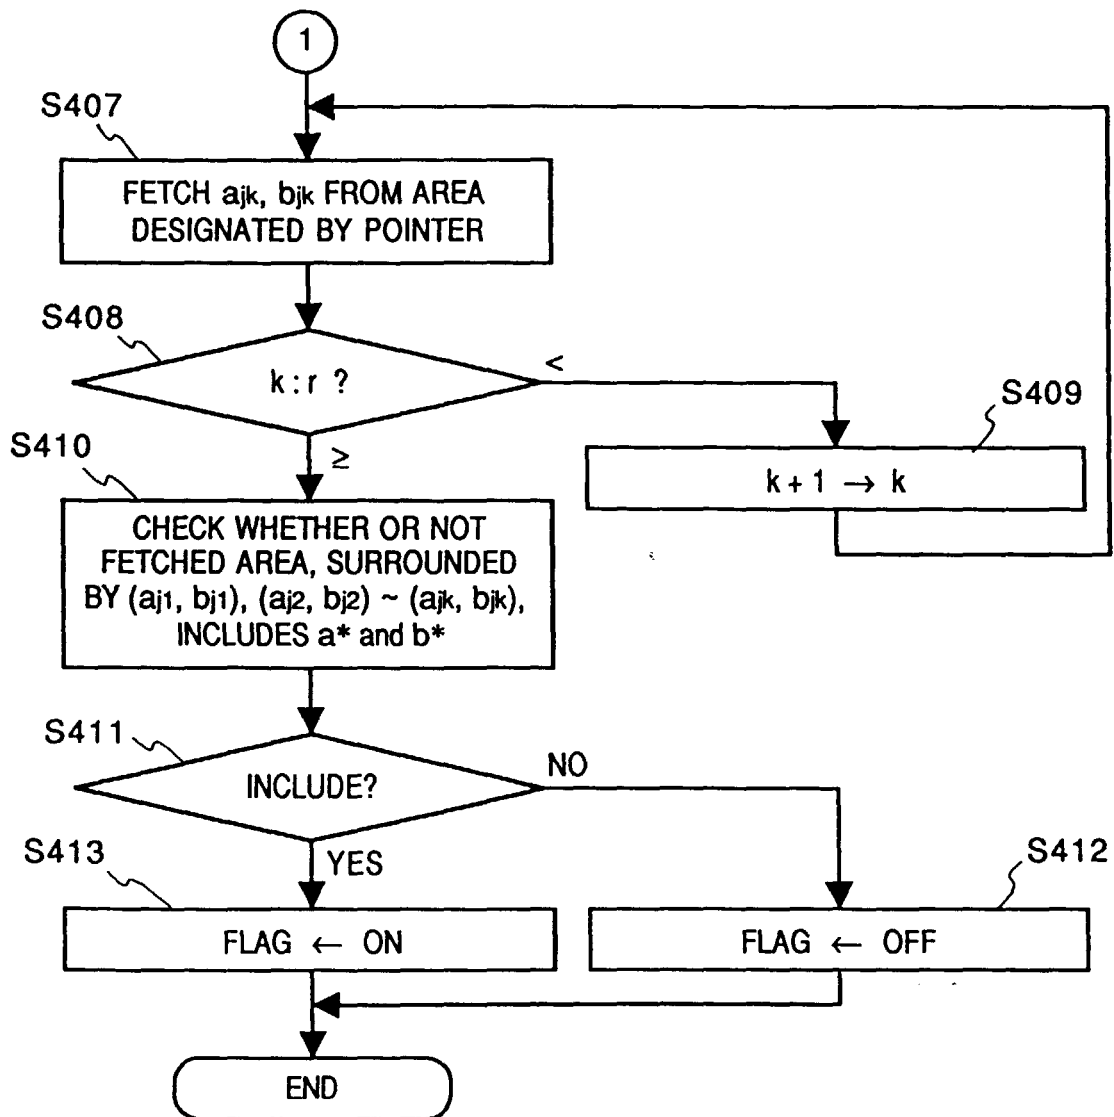 1
S407
FETCH ajk, bjk FROM AREA
DESIGNATED BY POINTER
S408
k : r ?
<
≥
S409
k + 1 → k
S410
CHECK WHETHER OR NOT
FETCHED AREA, SURROUNDED
BY (aj1, bj1), (aj2, bj2) ~ (ajk, bjk),
INCLUDES a* and b*
S411
INCLUDE?
NO
YES
S413
FLAG ← ON
S412
FLAG ← OFF
END